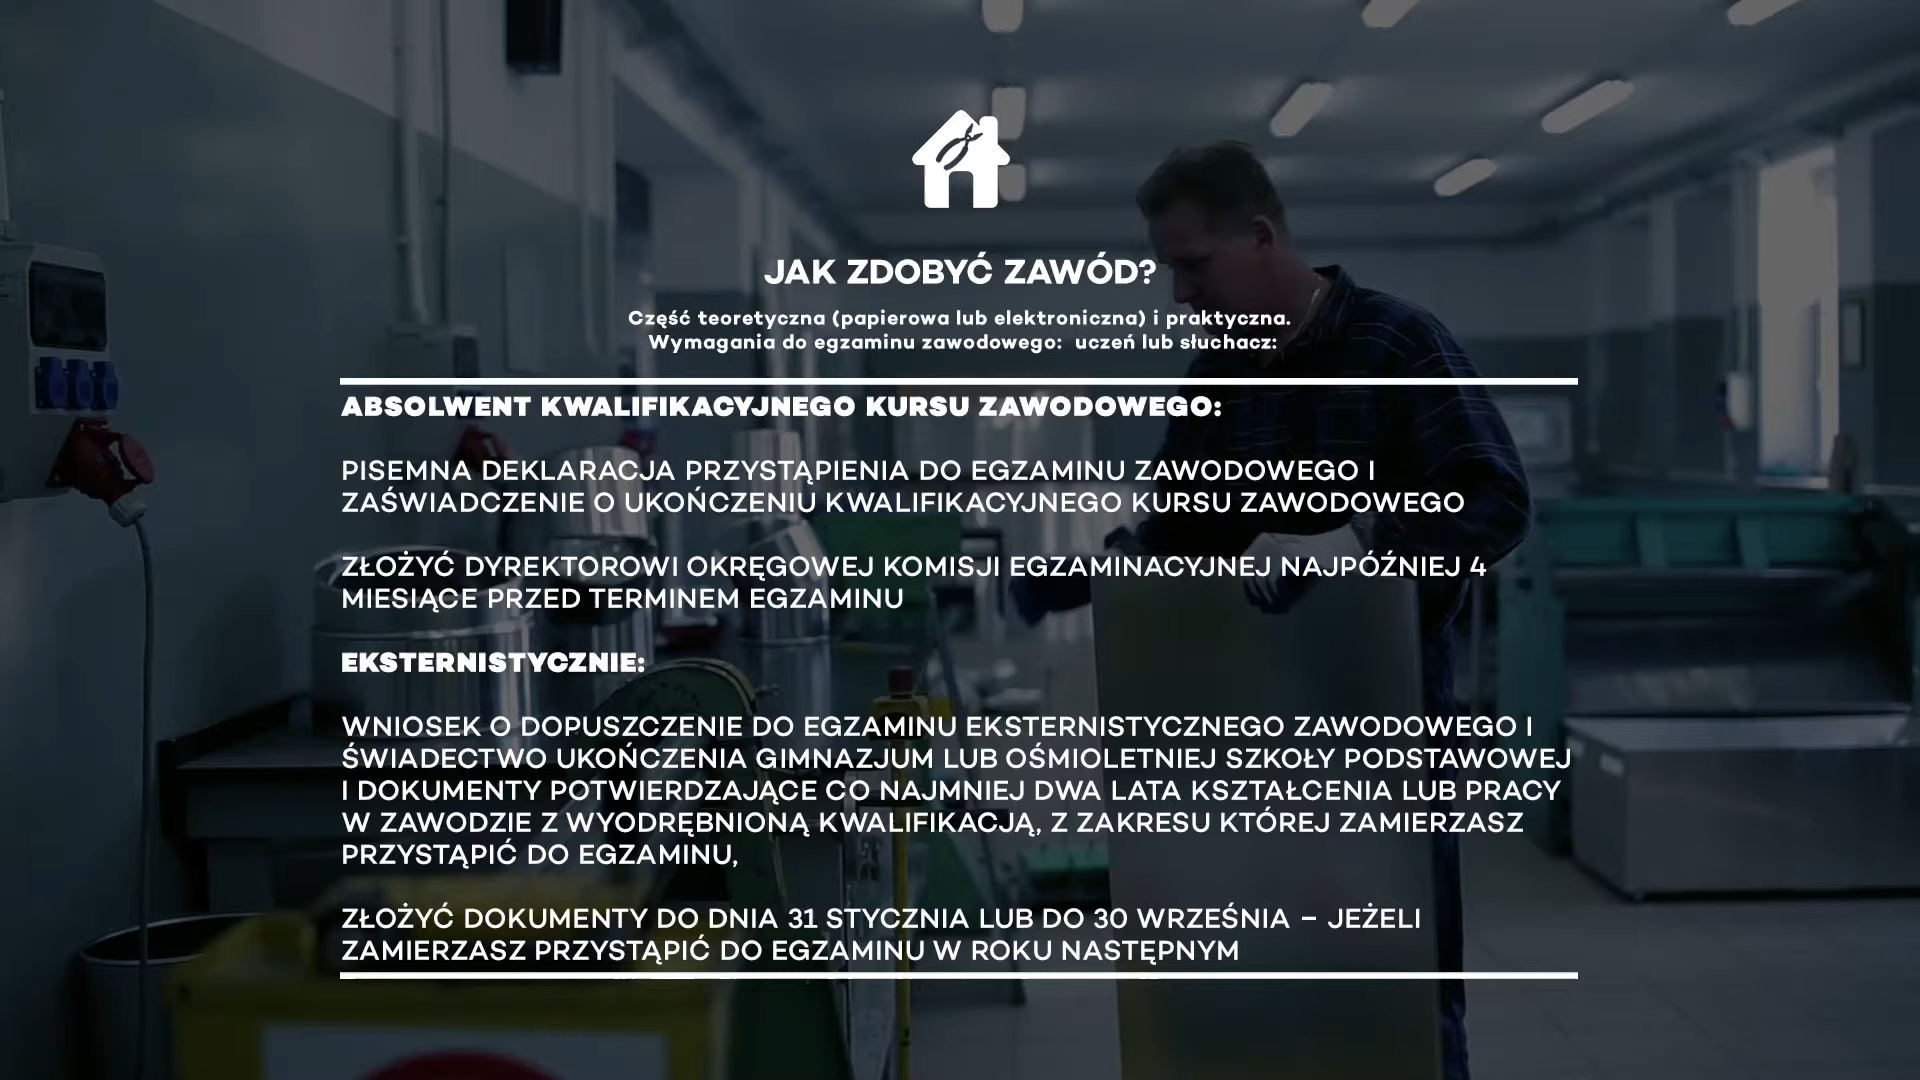 JAK ZDOBYĆ ZAWÓD?
Część teoretyczna (papierowa lub elektroniczna) i praktyczna.
Wymagania do egzaminu zawodowego: uczeń lub słuchacz:
ABSOLWENT KWALIFIKACYJNEGO KURSU ZAWODOWEGO:
PISEMNA DEKLARACJA PRZYSTĄPIENIA DO EGZAMINU ZAWODOWEGO I
ZAŚWIADCZENIE O UKOŃCZENIU KWALIFIKACYJNEGO KURSU ZAWODOWEGO
ZŁOŻYĆ DYREKTOROWI OKRĘGOWEJ KOMISJI EGZAMINACYJNEJ NAJPÓŹNIEJ 4
MIESIĄCE PRZED TERMINEM EGZAMINU
EKSTERNISTYCZNIE:
WNIOSEK O DOPUSZCZENIE DO EGZAMINU EKSTERNISTYCZNEGO ZAWODOWEGO I
ŚWIADECTWO UKOŃCZENIA GIMNAZJUM LUB OŚMIOLETNIEJ SZKOŁY PODSTAWOWEJ
I DOKUMENTY POTWIERDZAJĄCE CO NAJMNIEJ DWA LATA KSZTAŁCENIA LUB PRACY
W ZAWODZIE Z WYODRĘBNIONĄ KWALIFIKACJĄ, Z ZAKRESU KTÓREJ ZAMIERZASZ
PRZYSTĄPIĆ DO EGZAMINU,
ZŁOŻYĆ DOKUMENTY DO DNIA 31 STYCZNIA LUB DO 30 WRZEŚNIA – JEŻELI
ZAMIERZASZ PRZYSTĄPIĆ DO EGZAMINU W ROKU NASTĘPNYM